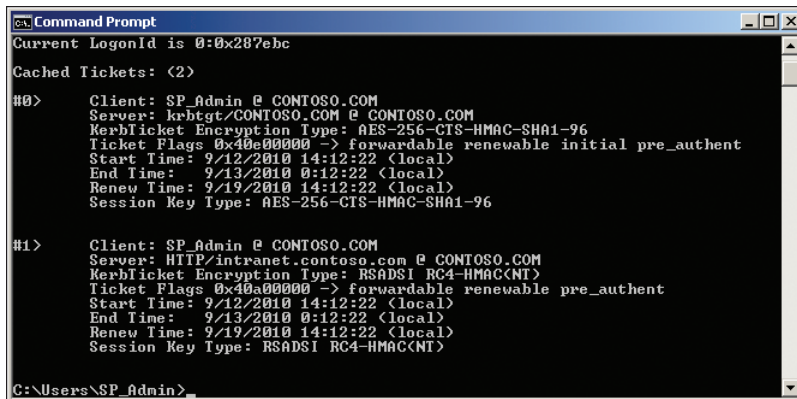 Command Prompt
Current LogonId is 0:0x287ebc
Cached Tickets: (2)
#0> Client: SP_Admin @ CONTOSO.COM
Server: krbtgt/CONTOSO.COM @ CONTOSO.COM
KerbTicket Encryption Type: AES-256-CTS-HMAC-SHA1-96
Ticket Flags 0x40e00000 -> forwardable renewable initial pre_authent
Start Time: 9/12/2010 14:12:22 (local)
End Time: 9/13/2010 0:12:22 (local)
Renew Time: 9/19/2010 14:12:22 (local)
Session Key Type: AES-256-CTS-HMAC-SHA1-96
#1> Client: SP_Admin @ CONTOSO.COM
Server: HTTP/intranet.contoso.com @ CONTOSO.COM
KerbTicket Encryption Type: RSADSI RC4-HMAC(NT)
Ticket Flags 0x40a00000 -> forwardable renewable pre_authent
Start Time: 9/12/2010 14:12:22 (local)
End Time: 9/13/2010 0:12:22 (local)
Renew Time: 9/19/2010 14:12:22 (local)
Session Key Type: RSADSI RC4-HMAC(NT)
C:\Users\SP_Admin>_